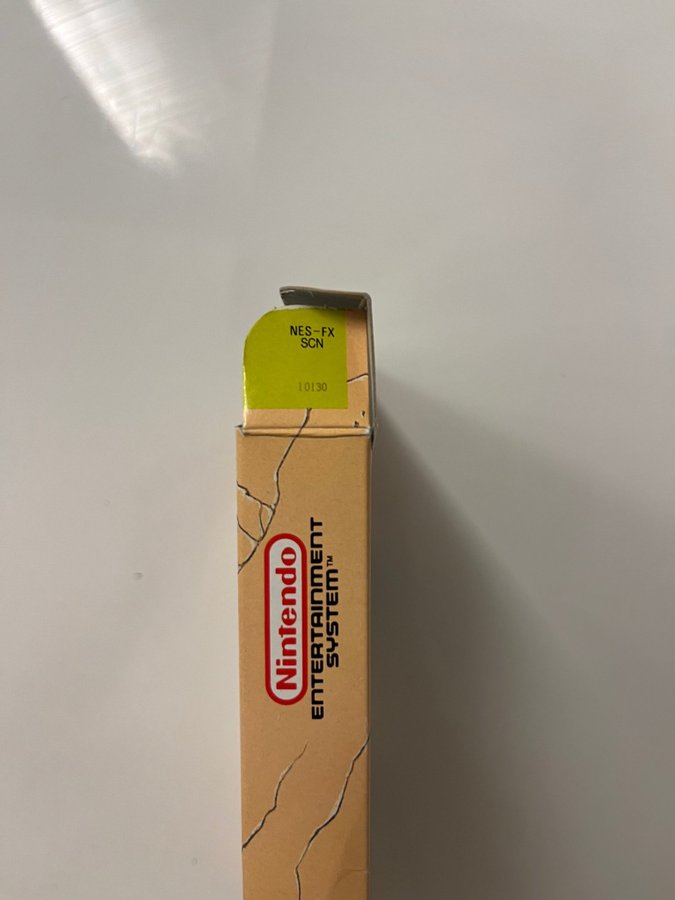 NES-FX
SCN
10130
Nintendo
ENTERTAINMENT
SYSTEM™